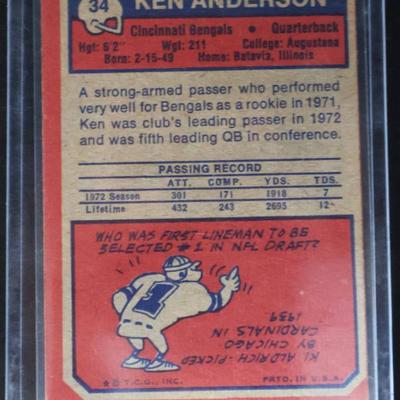 34
KEN ANDERSON
Cincinnati Bengals • Quarterback
Hgt: 6'2" Wgt: 211 College: Augustana
Born: 2-15-49 Home: Batavia, Illinois
A strong-armed passer who performed
very well for Bengals as a rookie in 1971,
Ken was club's leading passer in 1972
and was fifth leading QB in conference.
PASSING RECORD
ATT. COMP. YDS. TDS.
1972 Season 301 171 1918 7
Lifetime 432 243 2695 12
WHO WAS FIRST LINEMAN TO BE
SELECTED #1 IN NFL DRAFT?
1
KI ALDRICH - PICKED
BY CHICAGO
CARDINALS IN
1939
* © T.C.G., INC. PRTD. IN U.S.A.